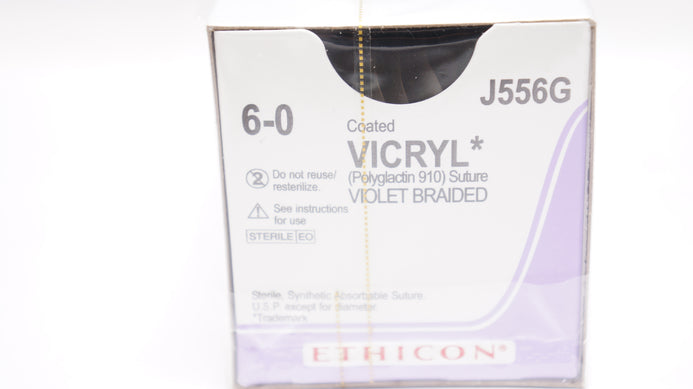 J556G
6-0
Coated
VICRYL*
(Polyglactin 910) Suture
VIOLET BRAIDED
2
Do not reuse/
resterilize.
See instructions
for use
STERILE EO
Sterile, Synthetic Absorbable Suture.
U.S.P. except for diameter.
*Trademark
ETHICON®